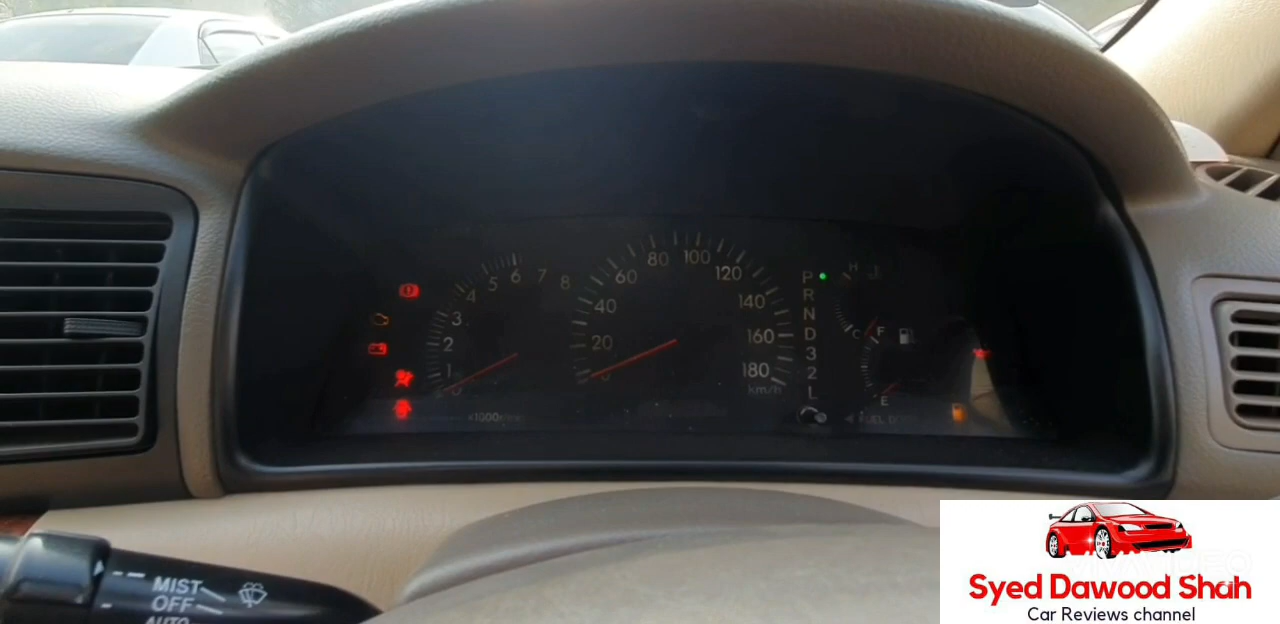 1 2 3 4 5 6 7 8
x1000r/min
0 20 40 60 80 100 120 140 160 180
km/h
P
R
N
D
3
2
L
H
C
F
E
MIST
OFF
AUTO
Syed Dawood Shah
Car Reviews channel